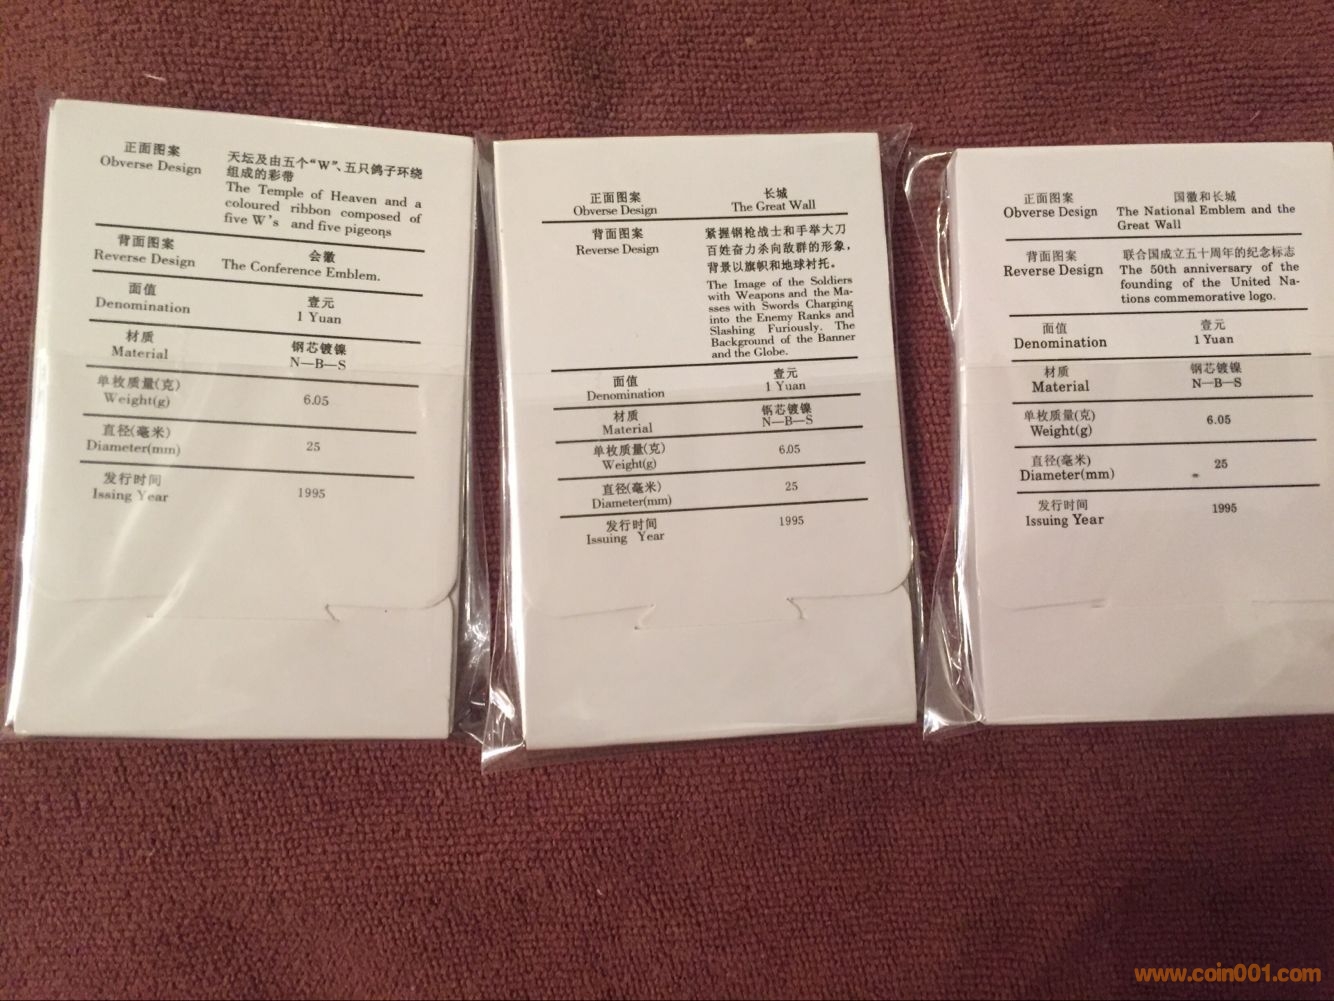 正面图案
Obverse Design
天坛及由五个“W”、五只鸽子环绕
组成的彩带
The Temple of Heaven and a
coloured ribbon composed of
five W's and five pigeons
背面图案
Reverse Design
会徽
The Conference Emblem.
面值
Denomination
壹元
1 Yuan
材质
Material
钢芯镀镍
N—B—S
单枚质量(克)
Weight(g)
6.05
直径(毫米)
Diameter(mm)
25
发行时间
Issing Year
1995
正面图案
Obverse Design
长城
The Great Wall
背面图案
Reverse Design
紧握钢枪战士和手举大刀
百姓奋力杀向敌群的形象，
背景以旗帜和地球衬托。
The Image of the Soldiers
with Weapons and the Ma-
sses with Swords Charging
into the Enemy Ranks and
Slashing Furiously. The
Background of the Banner
and the Globe.
面值
Denomination
壹元
1 Yuan
材质
Material
钢芯镀镍
N—B—S
单枚质量(克)
Weight(g)
6.05
直径(毫米)
Diameter(mm)
25
发行时间
Issuing Year
1995
正面图案
Obverse Design
国徽和长城
The National Emblem and the
Great Wall
背面图案
Reverse Design
联合国成立五十周年的纪念标志
The 50th anniversary of the
founding of the United Na-
tions commemorative logo.
面值
Denomination
壹元
1 Yuan
材质
Material
钢芯镀镍
N—B—S
单枚质量(克)
Weight(g)
6.05
直径(毫米)
Diameter(mm)
25
发行时间
Issuing Year
1995
www.coin001.com